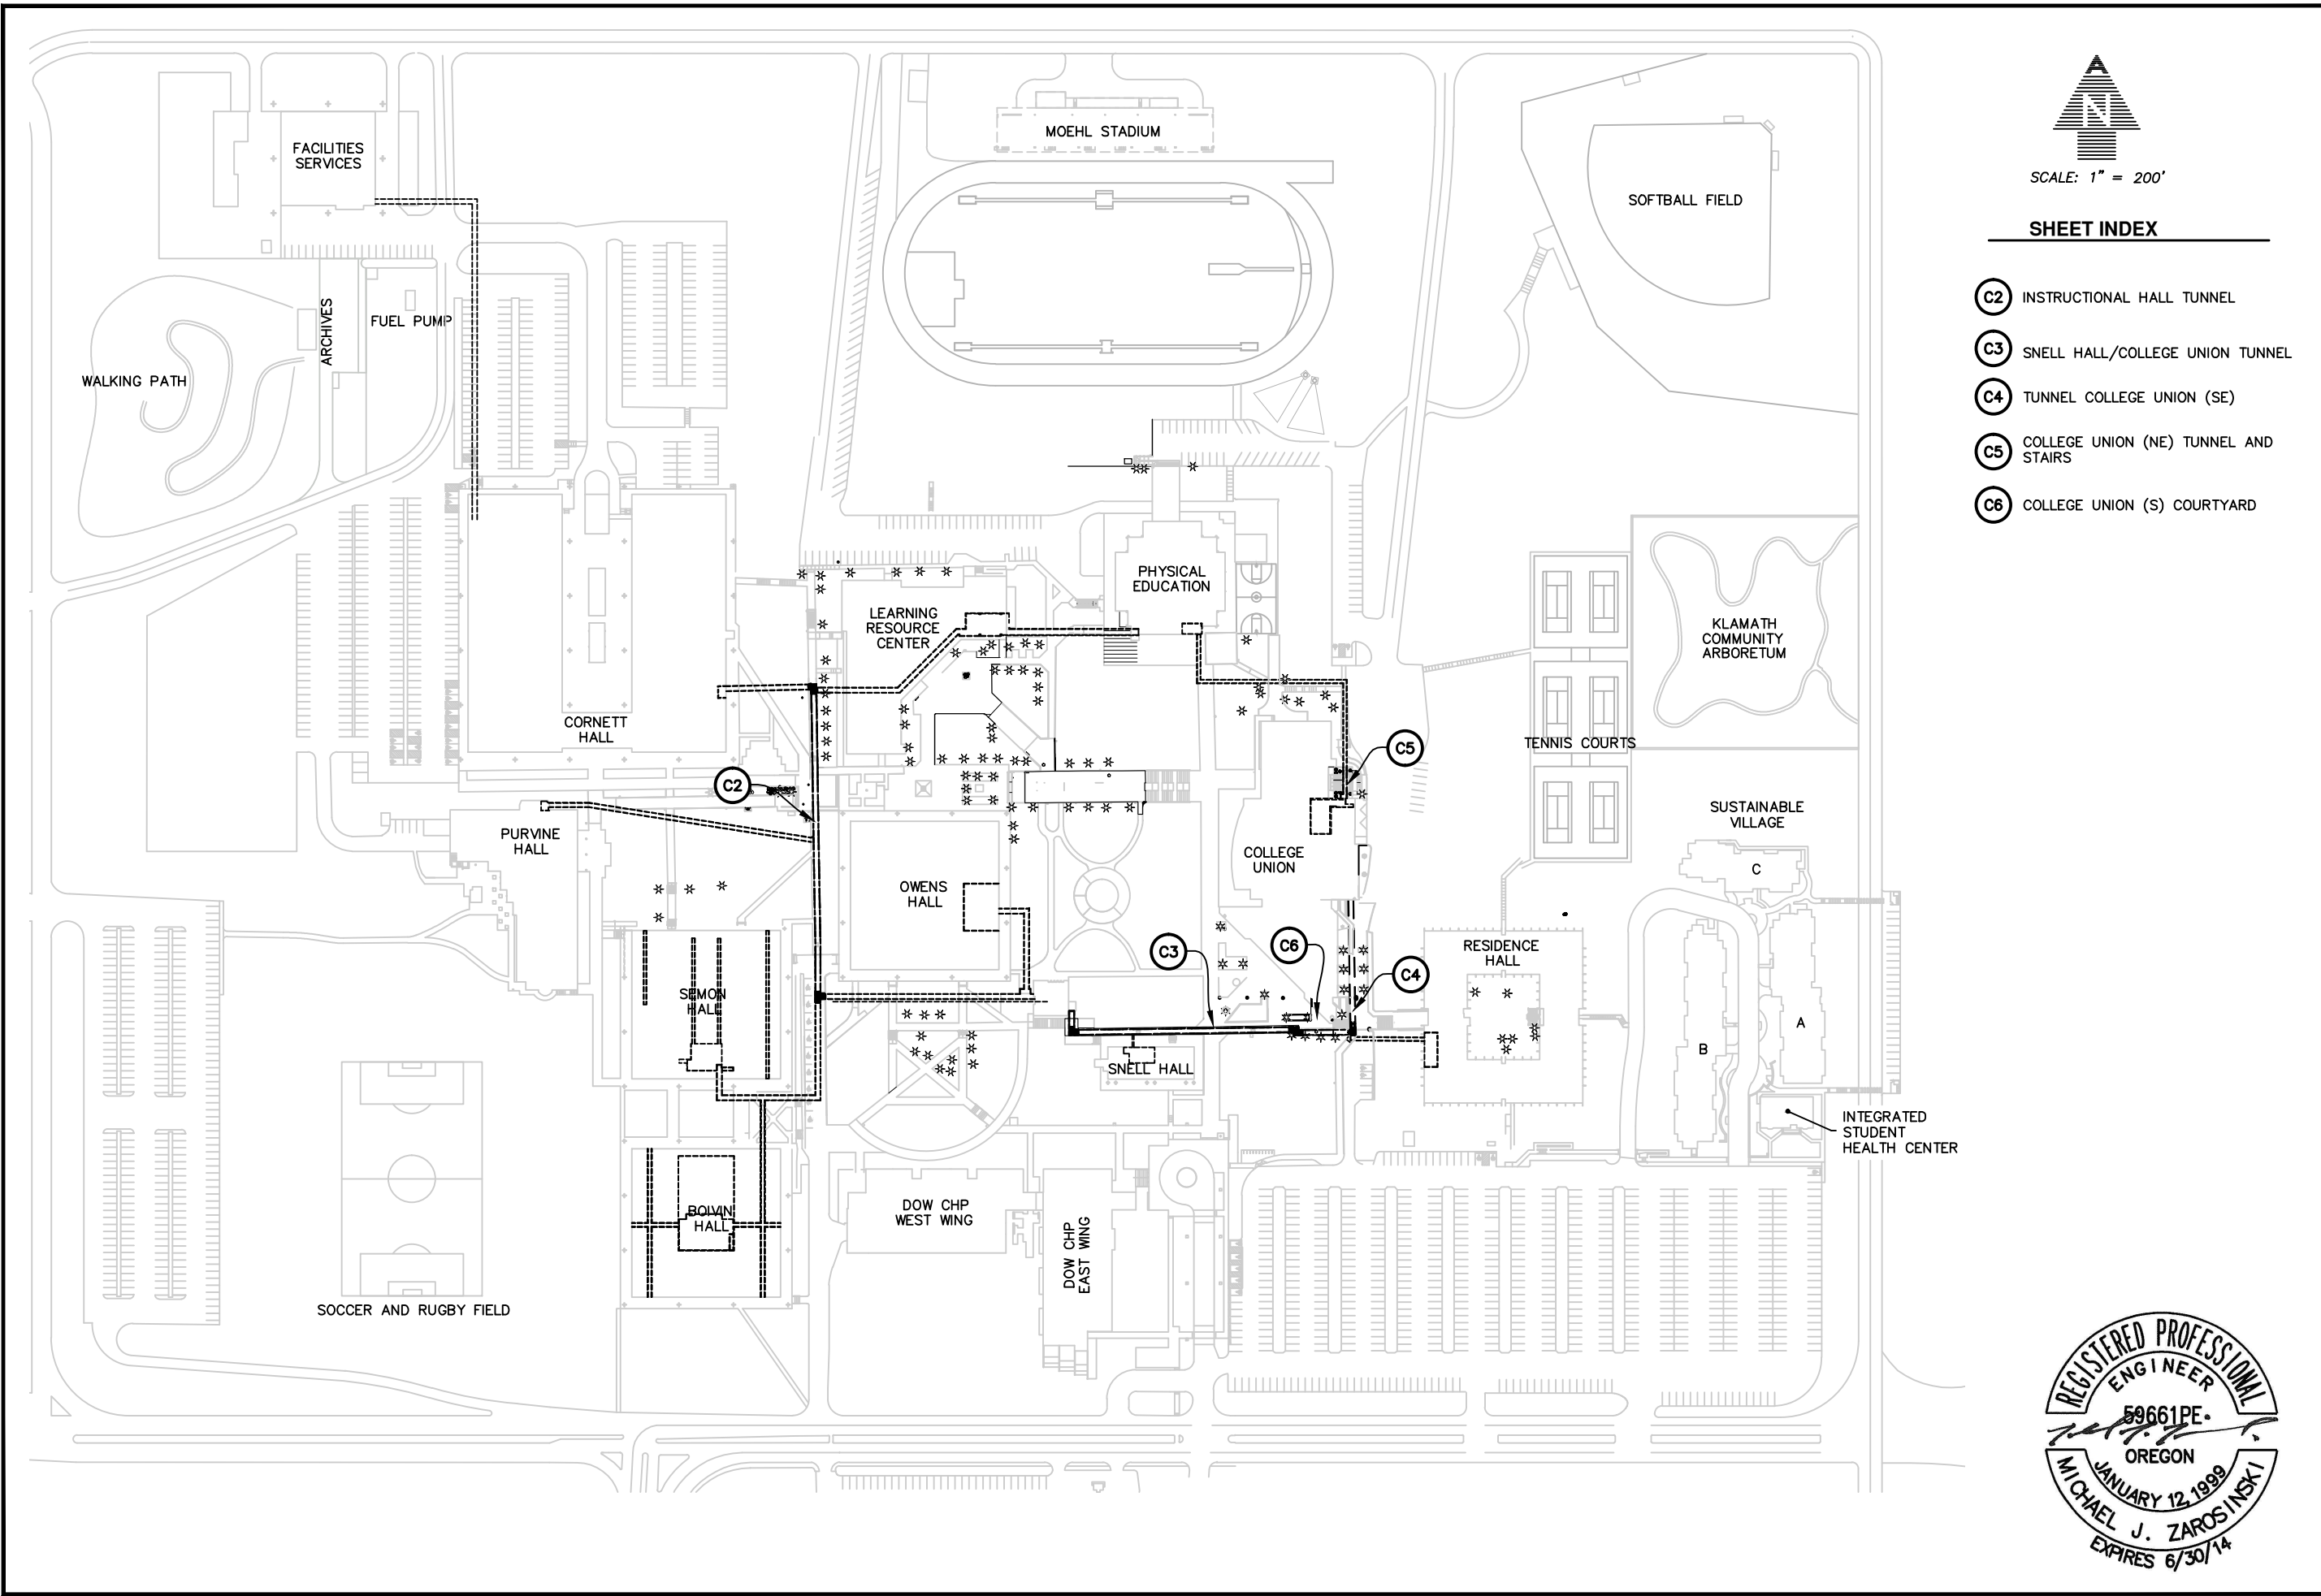 MOEHL STADIUM
FACILITIES
SERVICES
SCALE: 1" = 200'
SOFTBALL FIELD
SHEET INDEX
C2 INSTRUCTIONAL HALL TUNNEL
C3 SNELL HALL/COLLEGE UNION TUNNEL
C4 TUNNEL COLLEGE UNION (SE)
C5 COLLEGE UNION (NE) TUNNEL AND
STAIRS
C6 COLLEGE UNION (S) COURTYARD
ARCHIVES
FUEL PUMP
WALKING PATH
PHYSICAL
EDUCATION
LEARNING
RESOURCE
CENTER
KLAMATH
COMMUNITY
ARBORETUM
CORNETT
HALL
TENNIS COURTS
C5
C2
SUSTAINABLE
VILLAGE
PURVINE
HALL
COLLEGE
UNION
C
OWENS
HALL
C3
C6
C4
RESIDENCE
HALL
SEMON
HALL
A
B
SNELL HALL
INTEGRATED
STUDENT
HEALTH CENTER
BOIVIN
HALL
DOW CHP
WEST WING
DOW CHP
EAST WING
SOCCER AND RUGBY FIELD
REGISTERED PROFESSIONAL
ENGINEER
59661PE
OREGON
JANUARY 12, 1999
MICHAEL J. ZAROSINSKI
EXPIRES 6/30/14